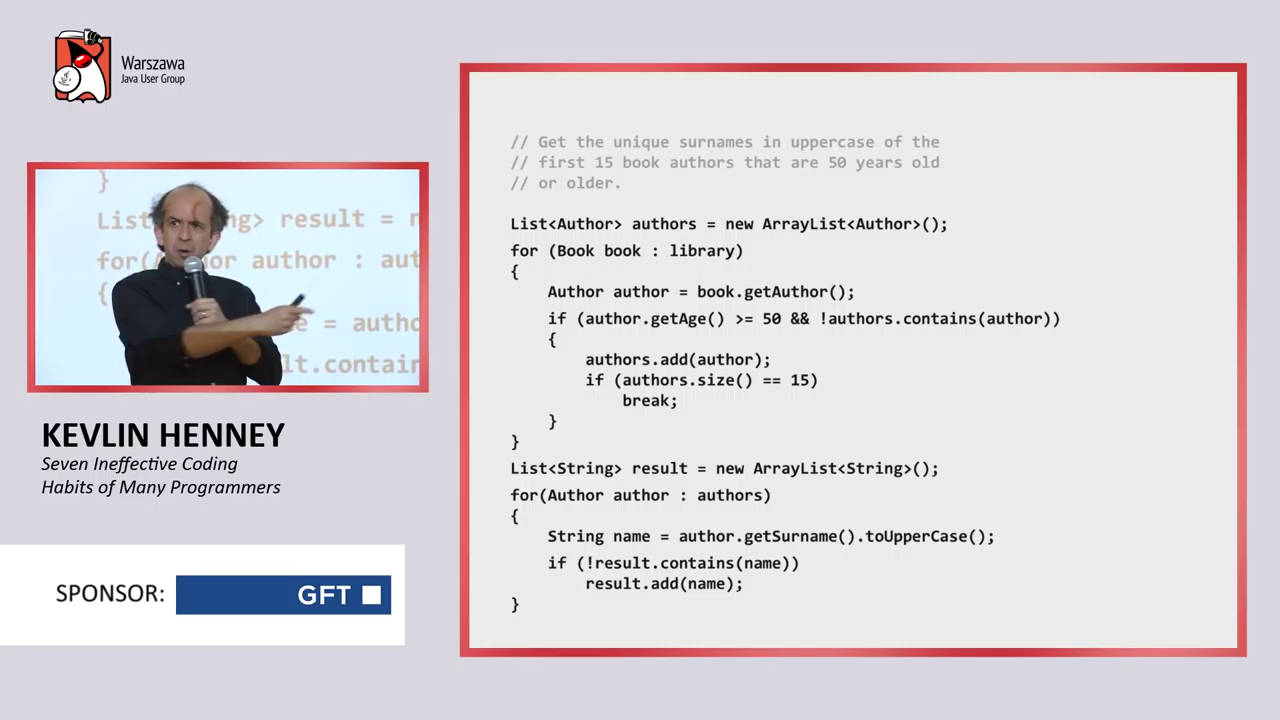 Warszawa
Java User Group
}
List
ng> result = n
for(A
or author : aut
{
e = autho
lt.contain
KEVLIN HENNEY
Seven Ineffective Coding
Habits of Many Programmers
SPONSOR:
GFT
// Get the unique surnames in uppercase of the
// first 15 book authors that are 50 years old
// or older.
List<Author> authors = new ArrayList<Author>();
for (Book book : library)
{
    Author author = book.getAuthor();
    if (author.getAge() >= 50 && !authors.contains(author))
    {
        authors.add(author);
        if (authors.size() == 15)
            break;
    }
}
List<String> result = new ArrayList<String>();
for(Author author : authors)
{
    String name = author.getSurname().toUpperCase();
    if (!result.contains(name))
        result.add(name);
}